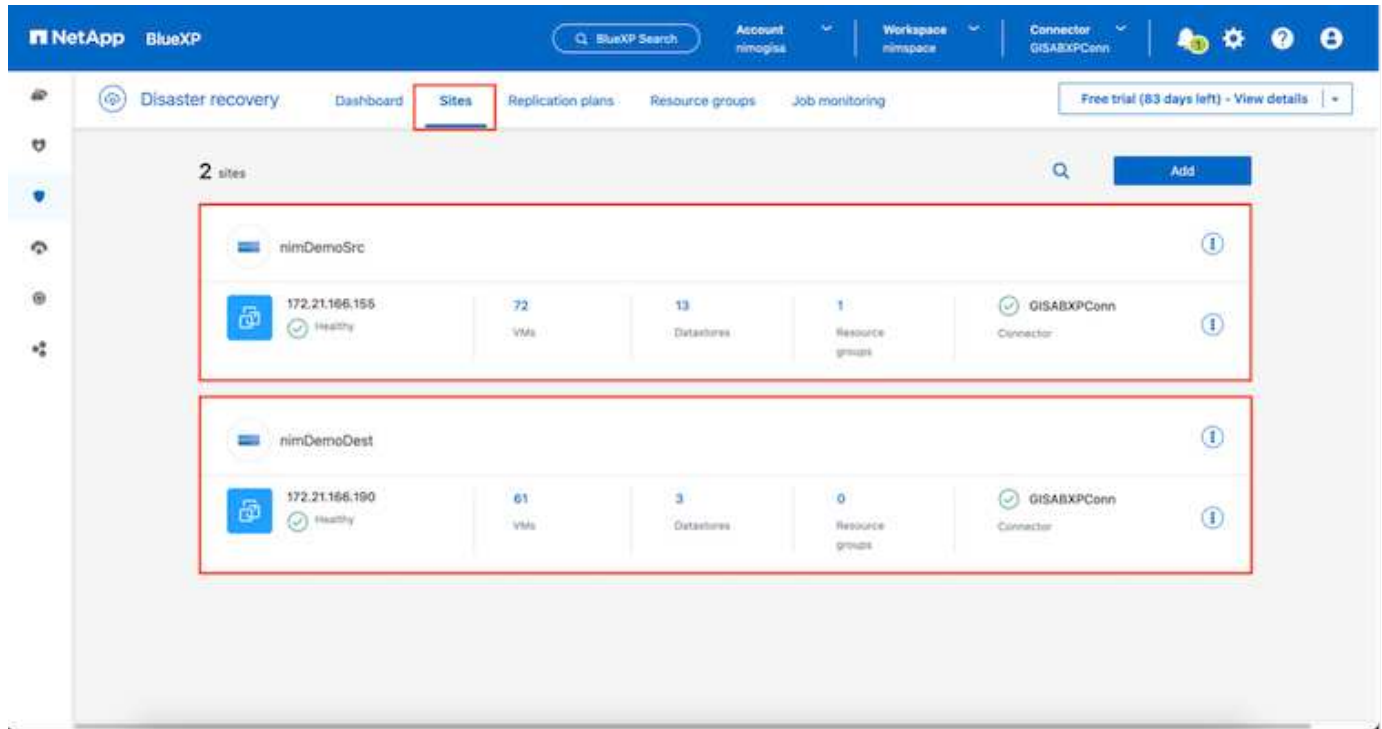 NetApp BlueXP
BlueXP Search
Account
nimogisa
Workspace
nimspace
Connector
GISABXPConn
1
Disaster recovery
Dashboard
Sites
Replication plans
Resource groups
Job monitoring
Free trial (83 days left) - View details
2 sites
Add
nimDemoSrc
172.21.166.155
Healthy
72
VMs
13
Datastores
1
Resource
groups
GISABXPConn
Connector
nimDemoDest
172.21.166.190
Healthy
61
VMs
3
Datastores
0
Resource
groups
GISABXPConn
Connector